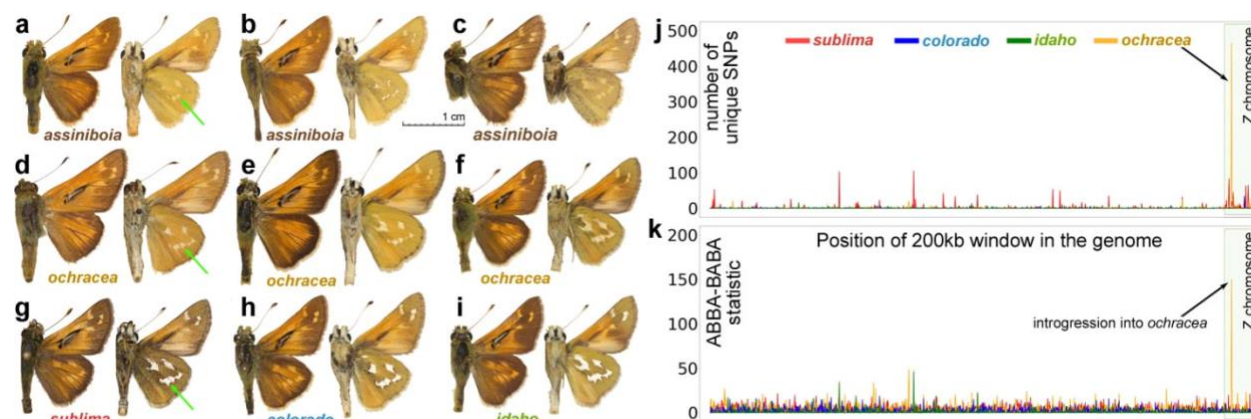 a b c
assiniboia assiniboia assiniboia
1 cm
d e f
ochracea ochracea ochracea
g h i
sublima colorado idaho
j
500
400
300
200
100
0
number of
unique SNPs
sublima colorado idaho ochracea
Z chromosome
k
200
150
100
50
0
ABBA-BABA
statistic
Position of 200kb window in the genome
introgression into ochracea
Z chromosome